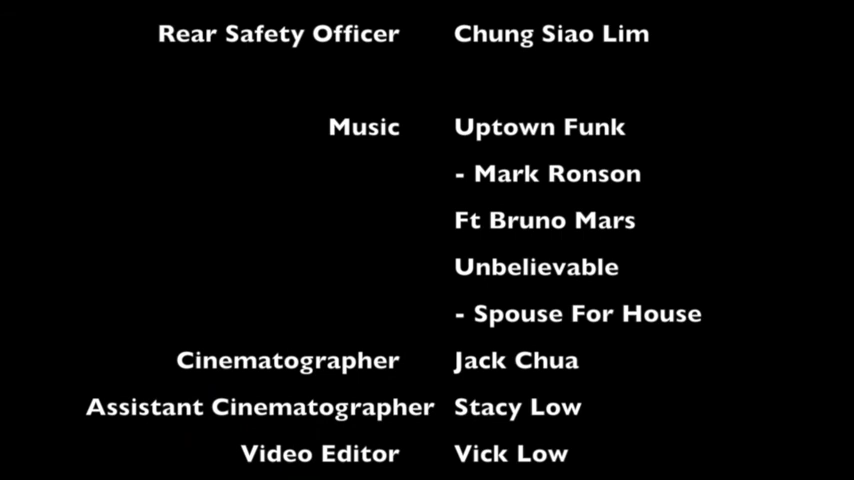 Rear Safety Officer Chung Siao Lim
Music Uptown Funk
- Mark Ronson
Ft Bruno Mars
Unbelievable
- Spouse For House
Cinematographer Jack Chua
Assistant Cinematographer Stacy Low
Video Editor Vick Low